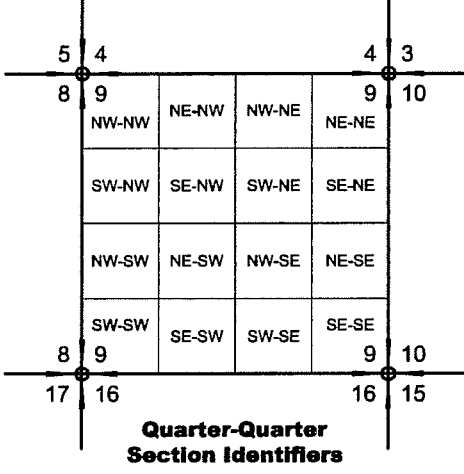 5 4 4 3
8 9 9 10
NW-NW NE-NW NW-NE NE-NE
SW-NW SE-NW SW-NE SE-NE
NW-SW NE-SW NW-SE NE-SE
SW-SW SE-SW SW-SE SE-SE
8 9 9 10
17 16 16 15
Quarter-Quarter
Section Identifiers